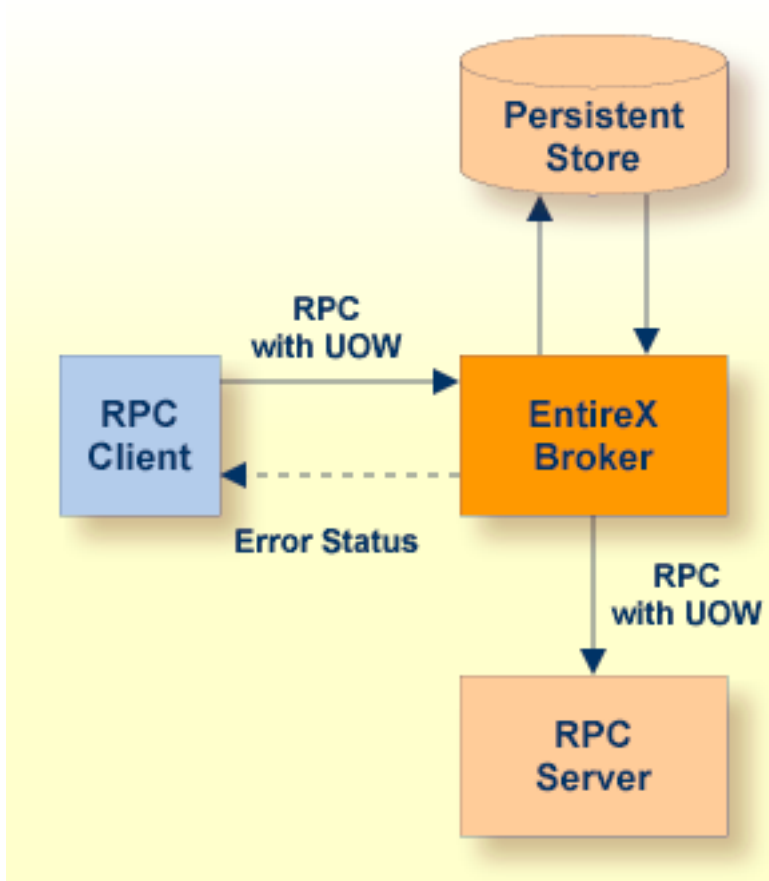 Persistent
Store
RPC
with UOW
RPC
Client
EntireX
Broker
Error Status
RPC
with UOW
RPC
Server